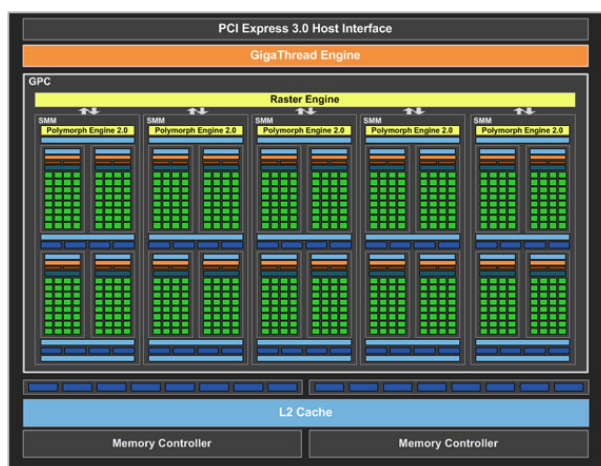 PCI Express 3.0 Host Interface
GigaThread Engine
GPC
Raster Engine
SMM SMM SMM SMM SMM
Polymorph Engine 2.0 Polymorph Engine 2.0 Polymorph Engine 2.0 Polymorph Engine 2.0 Polymorph Engine 2.0
L2 Cache
Memory Controller Memory Controller